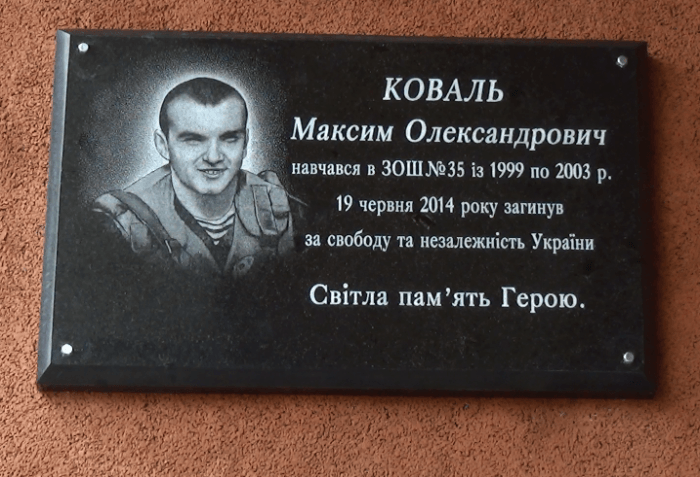 КОВАЛЬ
Максим Олександрович
навчався в ЗОШ №35 із 1999 по 2003 р.
19 червня 2014 року загинув
за свободу та незалежність України
Світла пам'ять Герою.